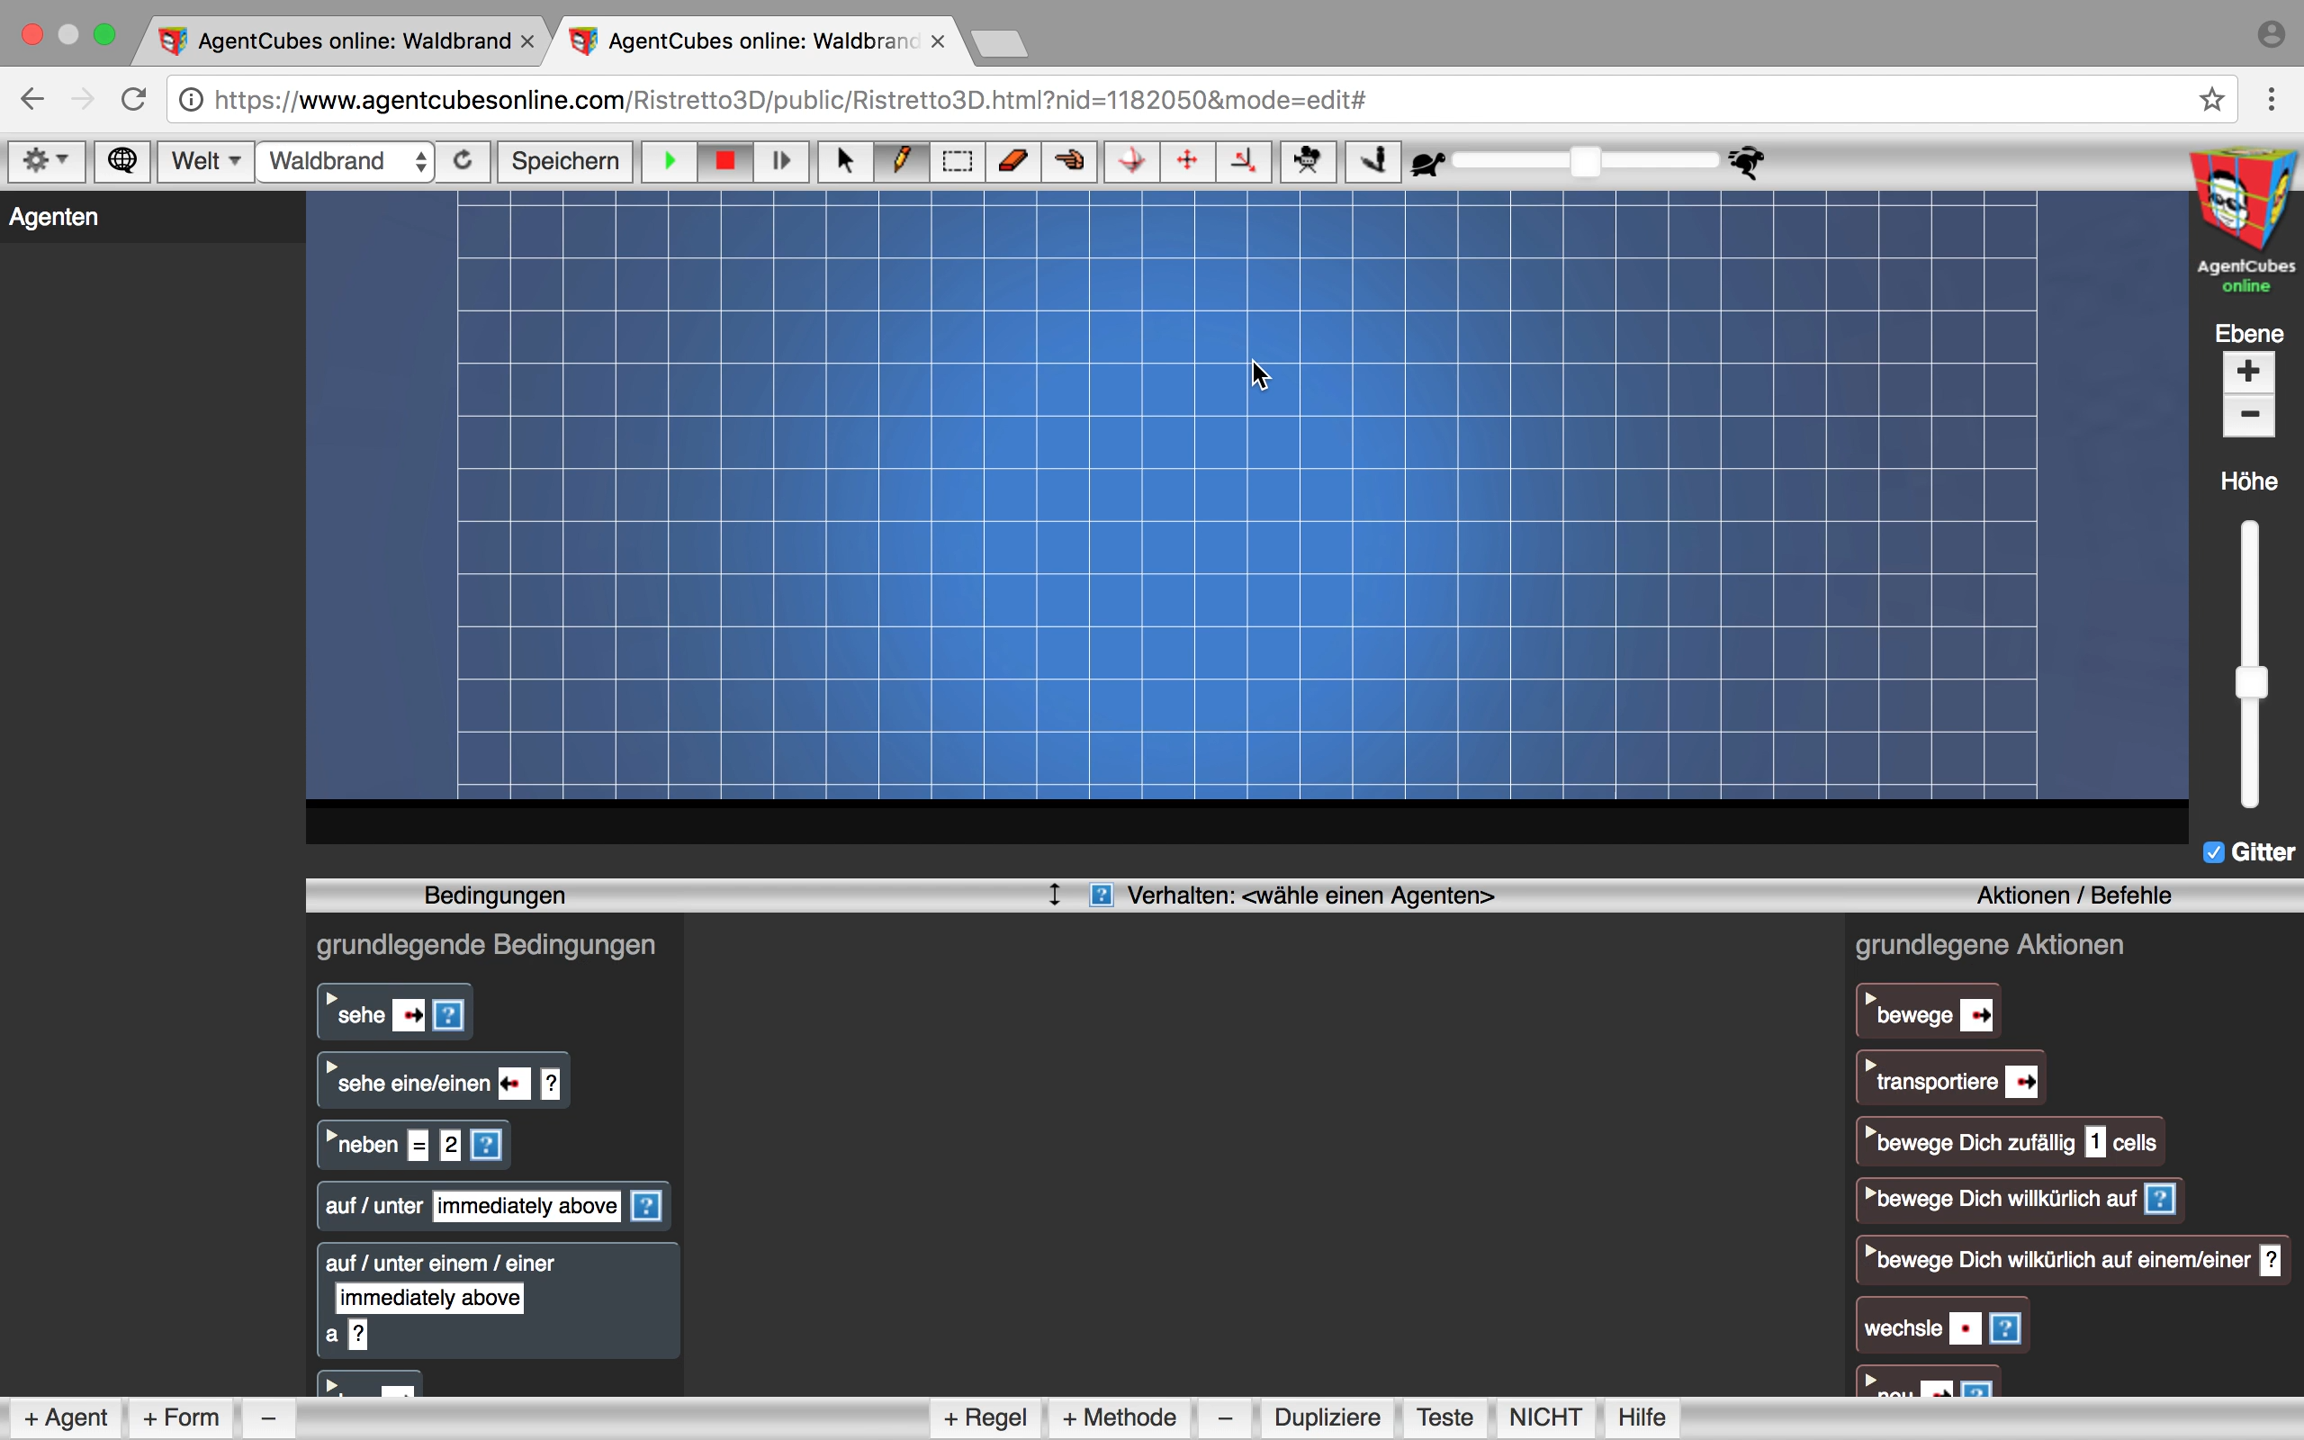 AgentCubes online: Waldbrand
AgentCubes online: Waldbrand
https://www.agentcubesonline.com/Ristretto3D/public/Ristretto3D.html?nid=1182050&mode=edit#
Welt
Waldbrand
Speichern
Agenten
AgentCubes
online
Ebene
+
−
Höhe
Gitter
Bedingungen
Verhalten: <wähle einen Agenten>
Aktionen / Befehle
grundlegende Bedingungen
sehe ?
sehe eine/einen ?
neben = 2 ?
auf / unter immediately above ?
auf / unter einem / einer
immediately above
a ?
grundlegene Aktionen
bewege
transportiere
bewege Dich zufällig 1 cells
bewege Dich willkürlich auf ?
bewege Dich wilkürlich auf einem/einer ?
wechsle ?
neu ?
+ Agent
+ Form
−
+ Regel
+ Methode
−
Dupliziere
Teste
NICHT
Hilfe